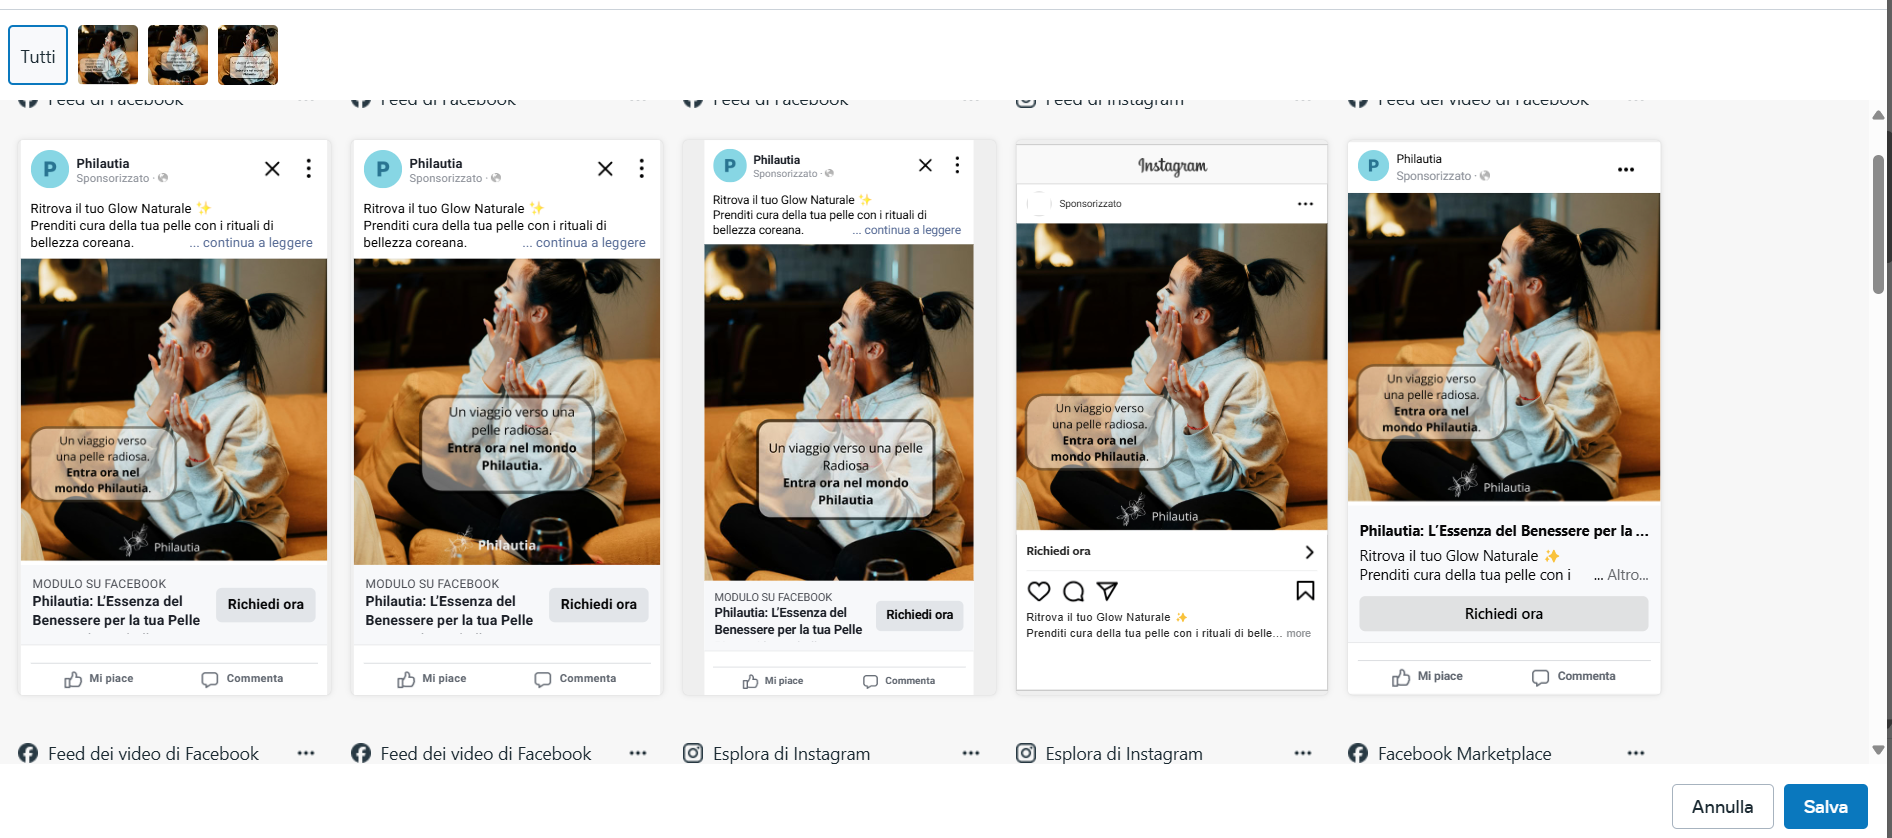 Tutti
Feed di Facebook
Feed di Facebook
Feed di Facebook
Feed di Instagram
Feed dei video di Facebook
P
Philautia
Sponsorizzato ·
Ritrova il tuo Glow Naturale ✨
Prenditi cura della tua pelle con i rituali di
bellezza coreana. ... continua a leggere
Un viaggio verso
una pelle radiosa.
Entra ora nel
mondo Philautia.
Philautia
MODULO SU FACEBOOK
Philautia: L'Essenza del
Benessere per la tua Pelle
Richiedi ora
Mi piace
Commenta
P
Philautia
Sponsorizzato ·
Ritrova il tuo Glow Naturale ✨
Prenditi cura della tua pelle con i rituali di
bellezza coreana. ... continua a leggere
Un viaggio verso una
pelle radiosa.
Entra ora nel mondo
Philautia.
Philautia
MODULO SU FACEBOOK
Philautia: L'Essenza del
Benessere per la tua Pelle
Richiedi ora
Mi piace
Commenta
P
Philautia
Sponsorizzato ·
Ritrova il tuo Glow Naturale ✨
Prenditi cura della tua pelle con i rituali di
bellezza coreana. ... continua a leggere
Un viaggio verso una pelle
Radiosa
Entra ora nel mondo
Philautia
MODULO SU FACEBOOK
Philautia: L'Essenza del
Benessere per la tua Pelle
Richiedi ora
Mi piace
Commenta
Instagram
Sponsorizzato
Un viaggio verso
una pelle radiosa.
Entra ora nel
mondo Philautia.
Philautia
Richiedi ora
Ritrova il tuo Glow Naturale ✨
Prenditi cura della tua pelle con i rituali di belle... more
P
Philautia
Sponsorizzato ·
Un viaggio verso
una pelle radiosa.
Entra ora nel
mondo Philautia.
Philautia
Philautia: L'Essenza del Benessere per la ...
Ritrova il tuo Glow Naturale ✨
Prenditi cura della tua pelle con i ... Altro...
Richiedi ora
Mi piace
Commenta
Feed dei video di Facebook
Feed dei video di Facebook
Esplora di Instagram
Esplora di Instagram
Facebook Marketplace
Annulla
Salva